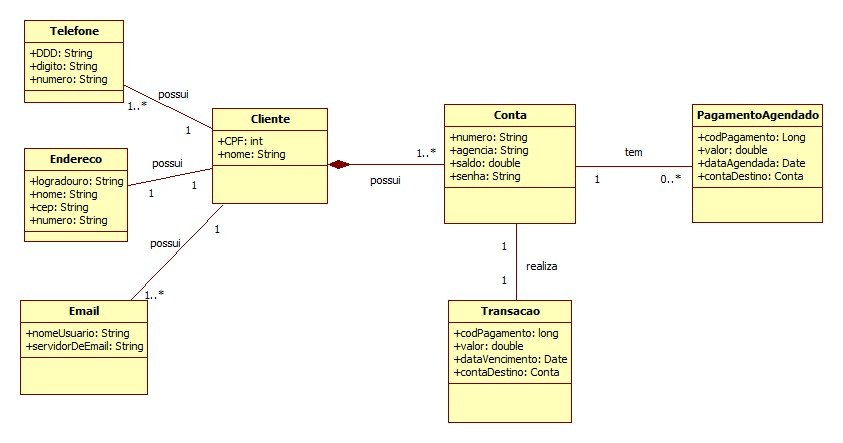 Telefone
+DDD: String
+digito: String
+numero: String
possui
1..*
1
Endereco
+logradouro: String
+nome: String
+cep: String
+numero: String
possui
1
1
Cliente
+CPF: int
+nome: String
possui
1
1..*
Email
+nomeUsuario: String
+servidorDeEmail: String
1..*
possui
Conta
+numero: String
+agencia: String
+saldo: double
+senha: String
tem
1
0..*
PagamentoAgendado
+codPagamento: Long
+valor: double
+dataAgendada: Date
+contaDestino: Conta
1
realiza
1
Transacao
+codPagamento: long
+valor: double
+dataVencimento: Date
+contaDestino: Conta